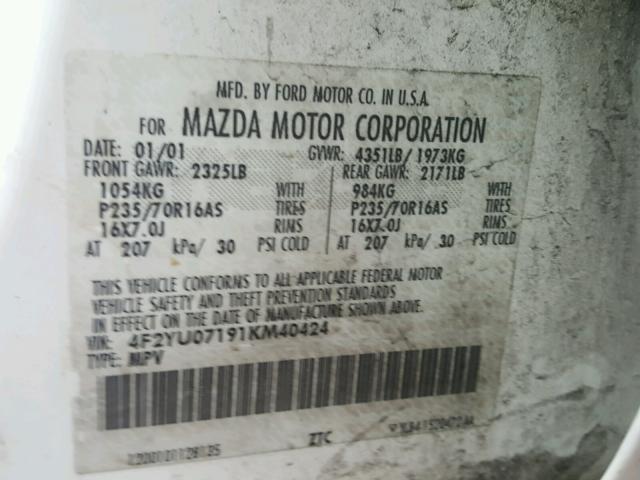 MFD. BY FORD MOTOR CO. IN U.S.A.
FOR MAZDA MOTOR CORPORATION
DATE: 01/01 GVWR: 4351LB/1973KG
FRONT GAWR: 2325LB REAR GAWR: 2171LB
1054KG WITH 984KG WITH
P235/70R16AS TIRES P235/70R16AS TIRES
16X7.0J RIMS 16X7.0J RIMS
AT 207 kPa/ 30 PSI COLD AT 207 kPa/ 30 PSI COLD
THIS VEHICLE CONFORMS TO ALL APPLICABLE FEDERAL MOTOR
VEHICLE SAFETY AND THEFT PREVENTION STANDARDS
IN EFFECT ON THE DATE OF MANUFACTURE SHOWN ABOVE.
VIN: 4F2YU07191KM40424
TYPE: MPV
ZTC